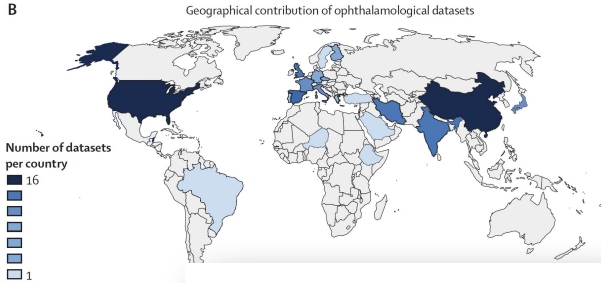 B
Geographical contribution of ophthalamological datasets
Number of datasets
per country
16
1